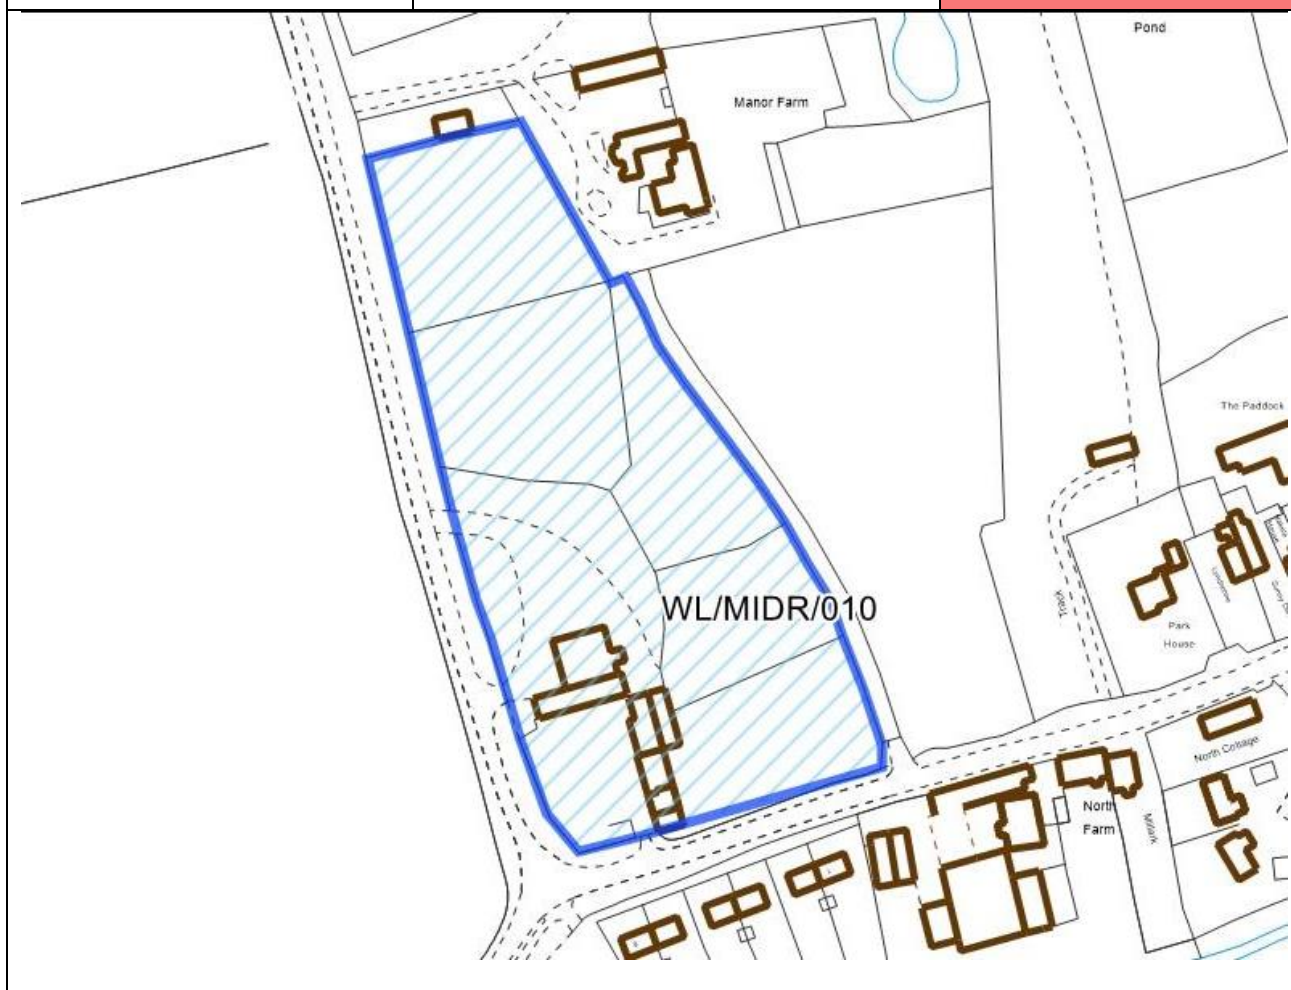 Pond
Manor Farm
The Paddock
WL/MIDR/010
Track
Park
House
North Cottage
North
Farm